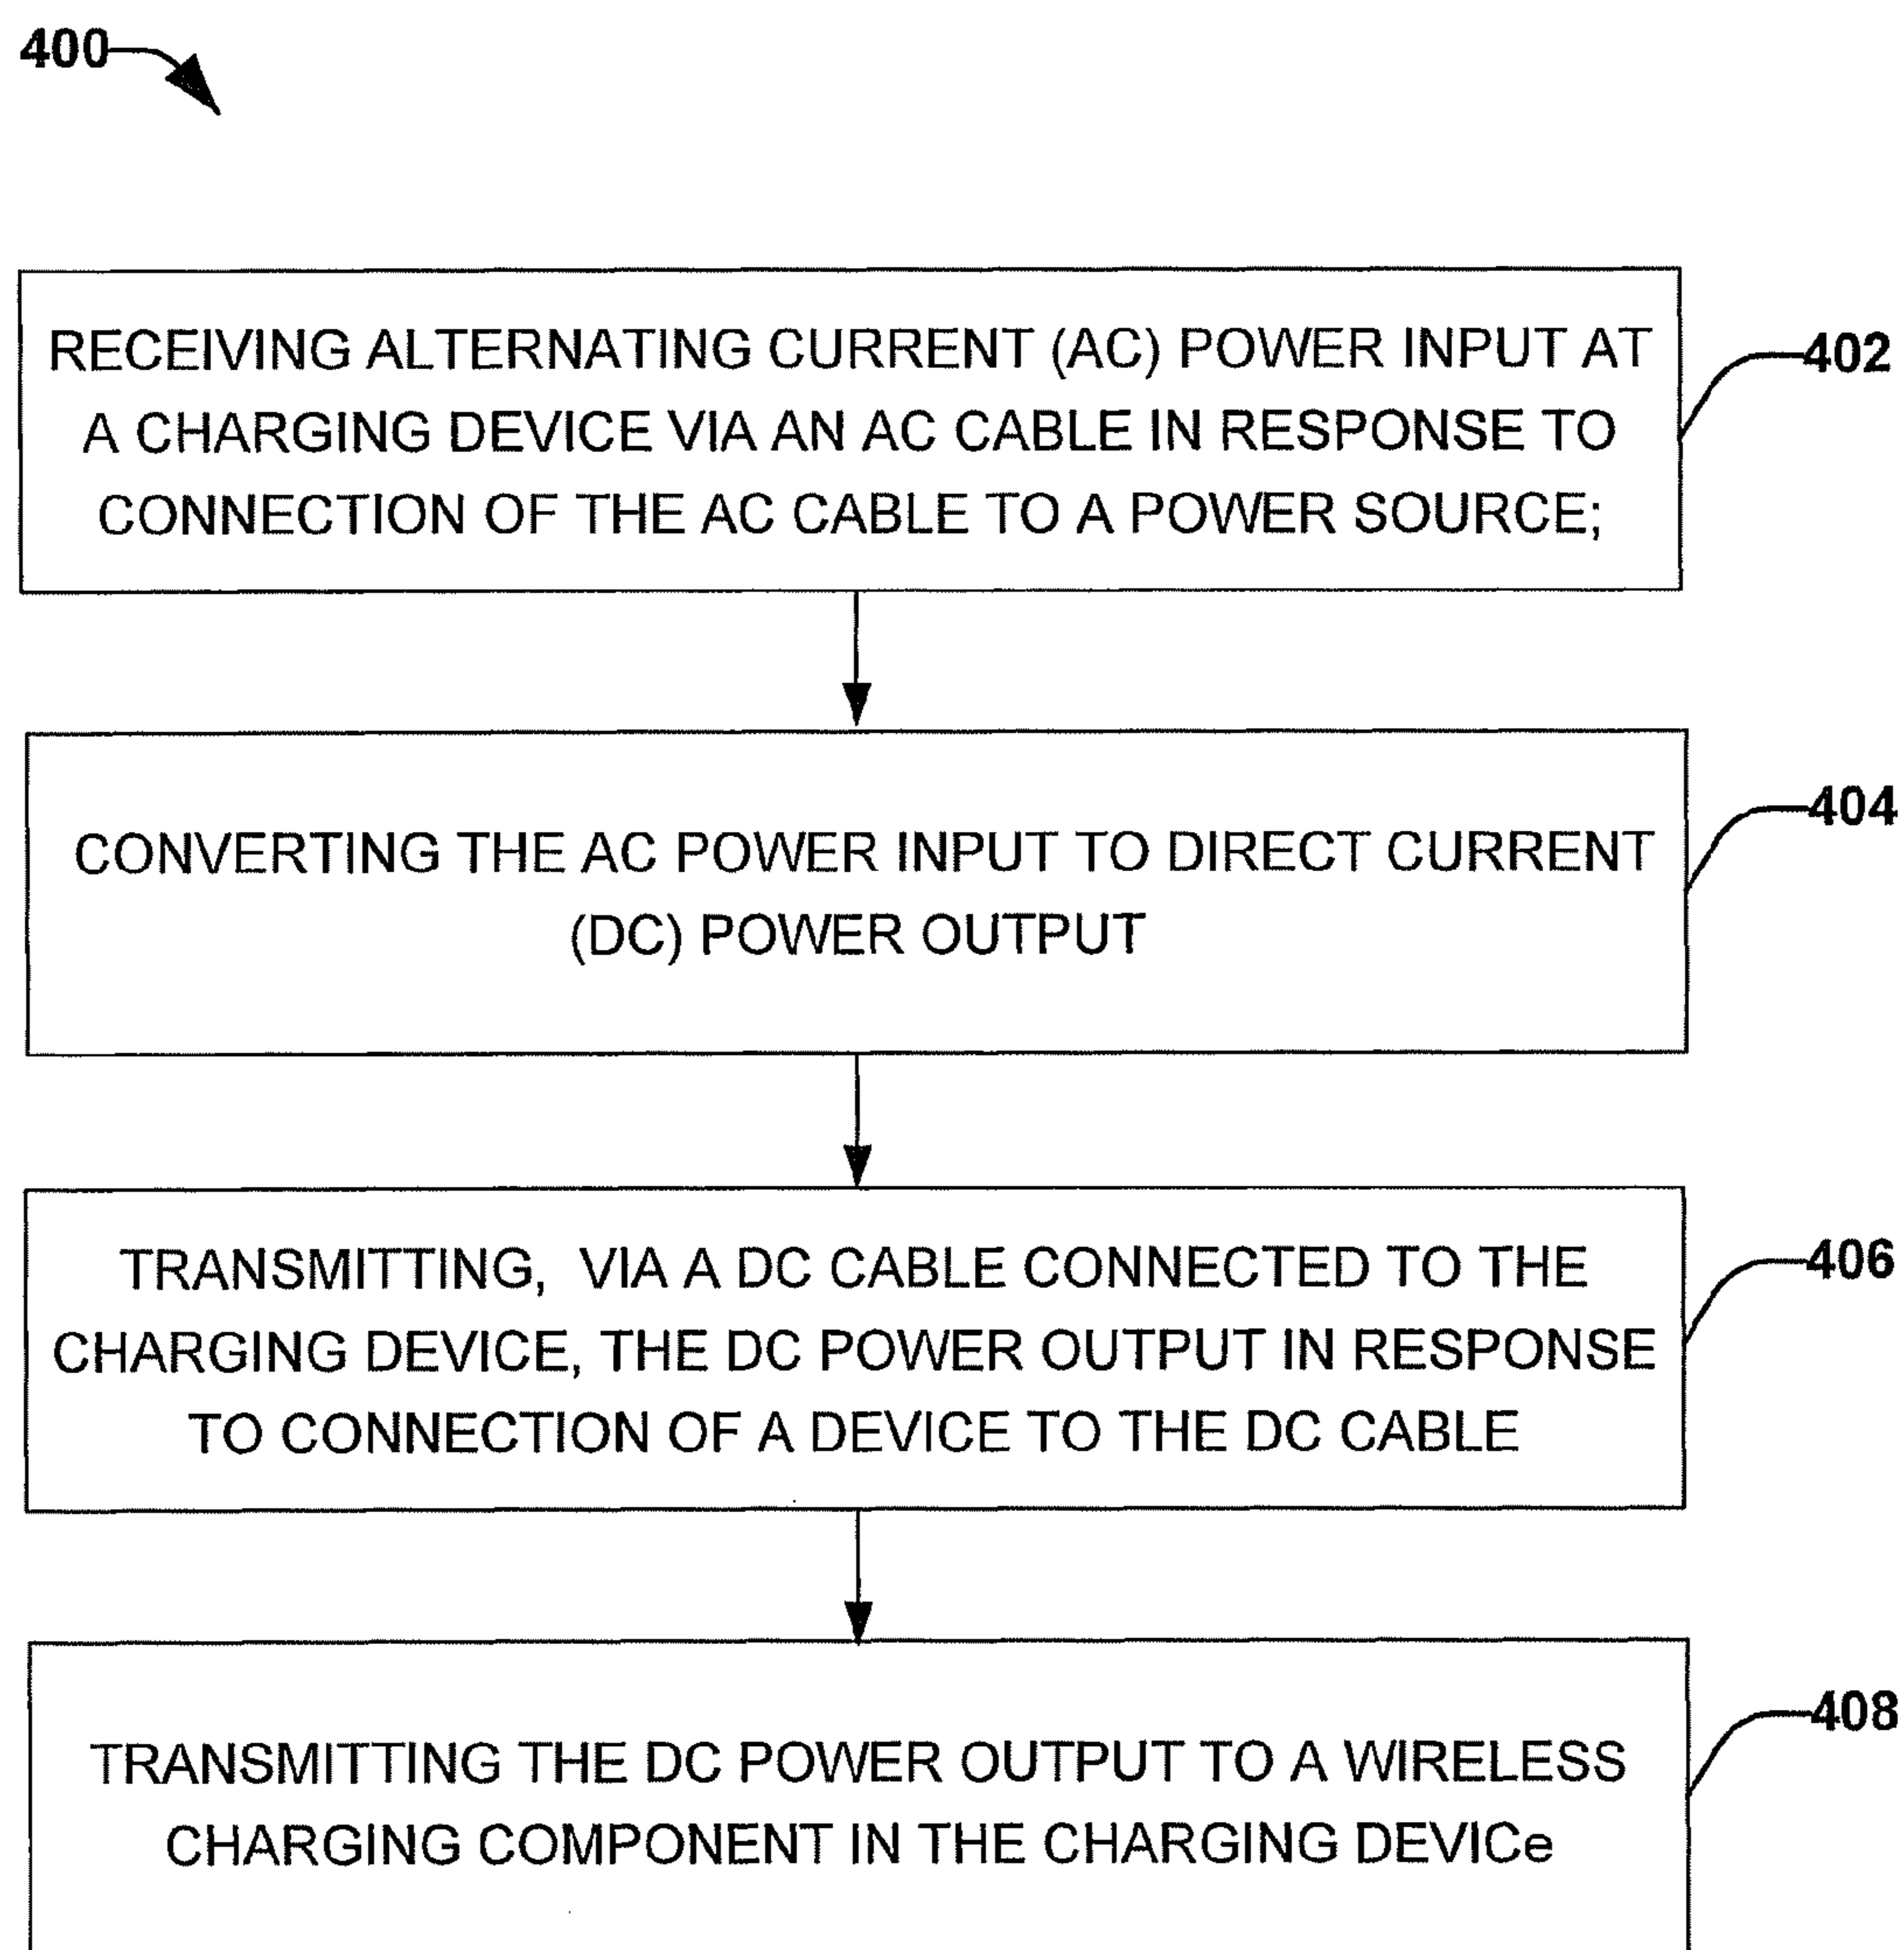 400
RECEIVING ALTERNATING CURRENT (AC) POWER INPUT AT
A CHARGING DEVICE VIA AN AC CABLE IN RESPONSE TO
CONNECTION OF THE AC CABLE TO A POWER SOURCE;
402
CONVERTING THE AC POWER INPUT TO DIRECT CURRENT
(DC) POWER OUTPUT
404
TRANSMITTING, VIA A DC CABLE CONNECTED TO THE
CHARGING DEVICE, THE DC POWER OUTPUT IN RESPONSE
TO CONNECTION OF A DEVICE TO THE DC CABLE
406
TRANSMITTING THE DC POWER OUTPUT TO A WIRELESS
CHARGING COMPONENT IN THE CHARGING DEVICe
408